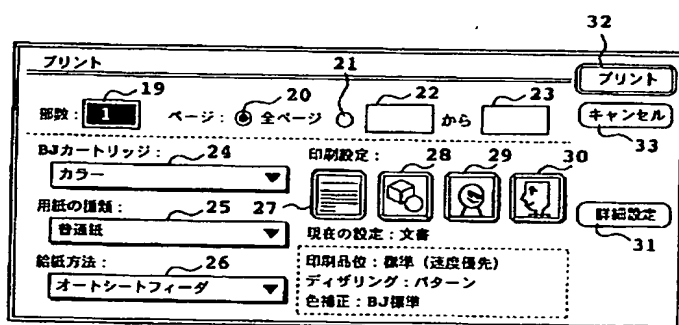 32
プリント
プリント
19
20
21
22
23
部数:
1
ページ:
全ページ
から
キャンセル
33
BJカートリッジ:
24
カラー
印刷設定:
28
29
30
27
用紙の種類:
25
普通紙
現在の設定:文書
詳細設定
31
給紙方法:
26
オートシートフィーダ
印刷品位:標準(速度優先)
ディザリング:パターン
色補正:BJ標準